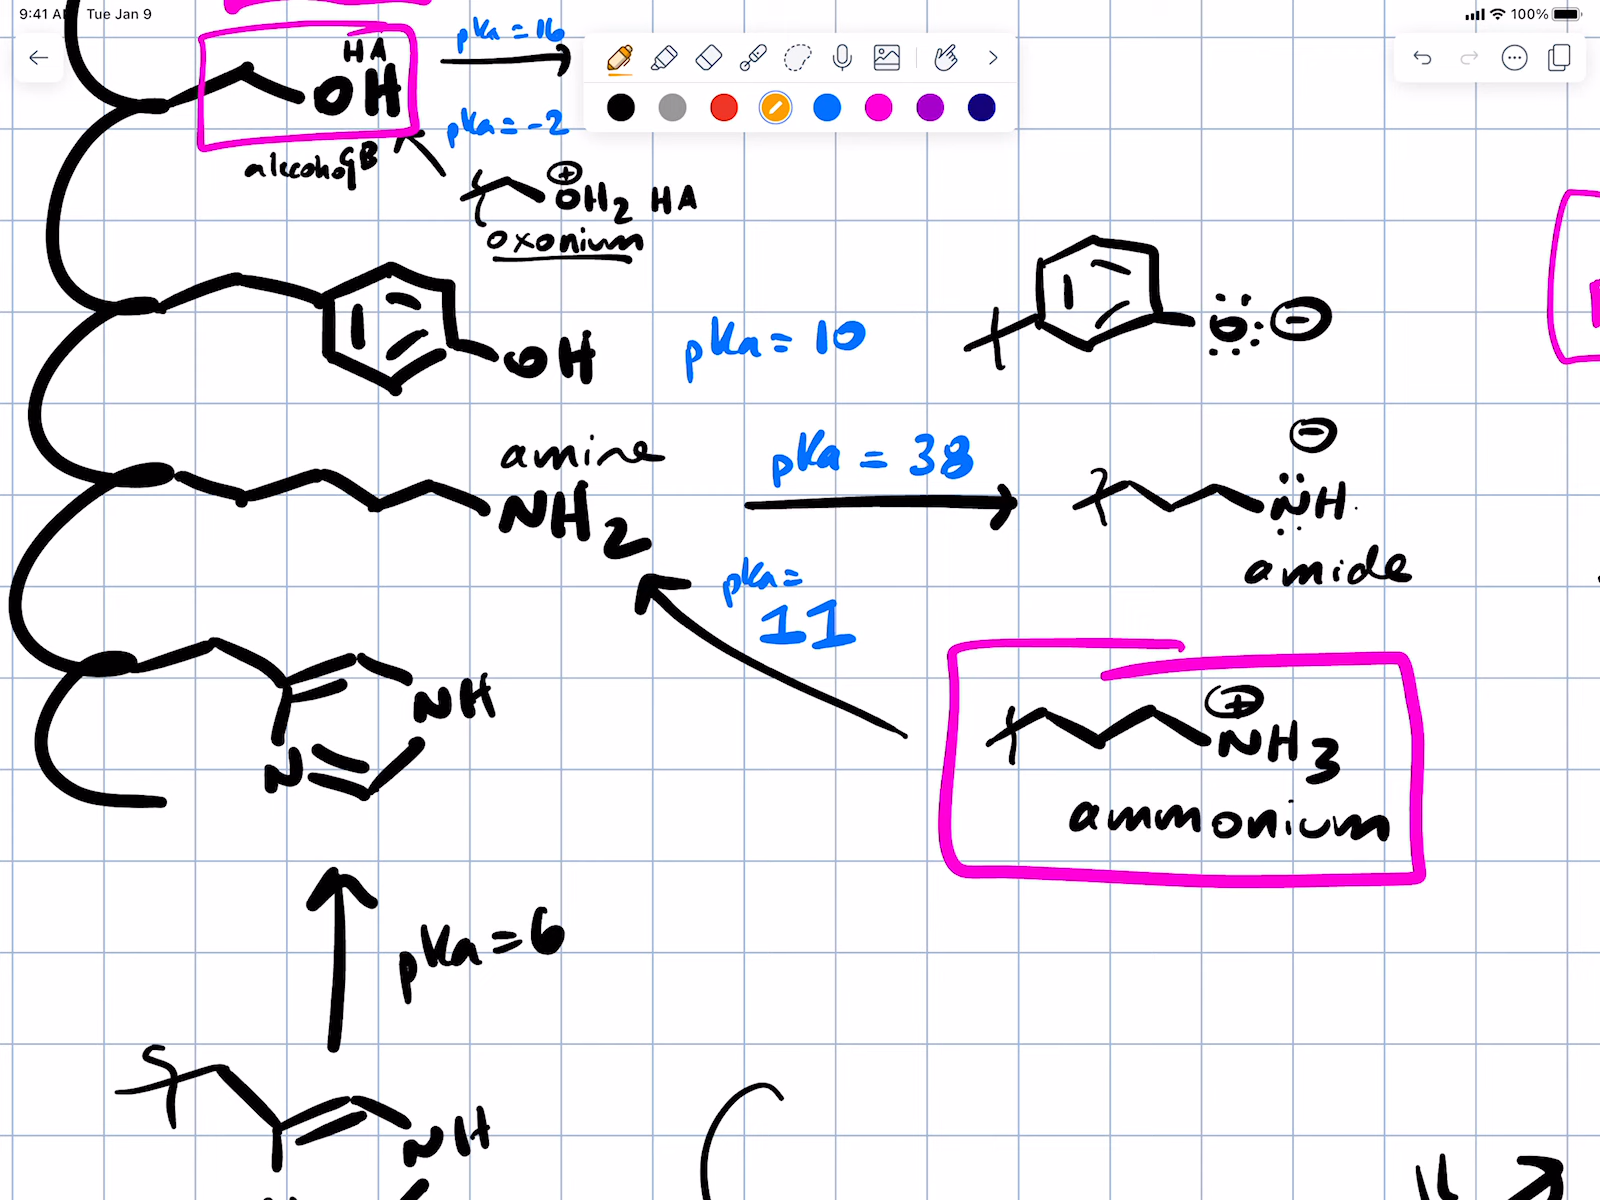 9:41 A
Tue Jan 9
100%
HA
OH
alcohol
CB
pKa = 16
pKa = -2
⊕
OH2 HA
oxonium
OH
pKa = 10
:O: ⊖
amine
NH2
pKa = 38
⊖
NH
amide
pKa =
11
⊕
NH3
ammonium
NH
N
pKa = 6
NH